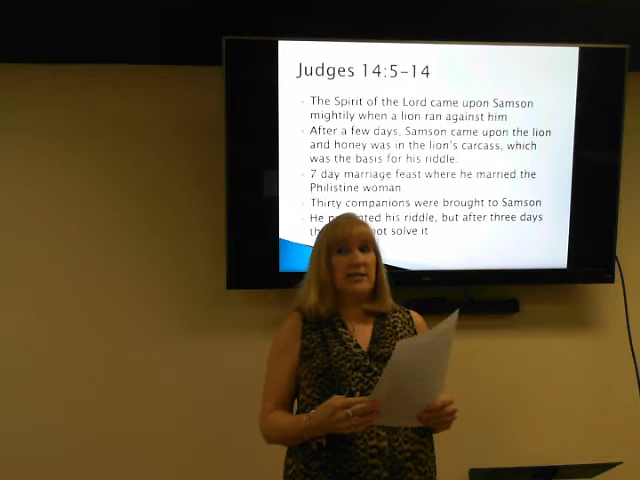 Judges 14:5-14
The Spirit of the Lord came upon Samson
mightily when a lion ran against him
After a few days, Samson came upon the lion
and honey was in the lion's carcass, which
was the basis for his riddle.
7 day marriage feast where he married the
Philistine woman
Thirty companions were brought to Samson
He his riddle, but after three days
not solve it